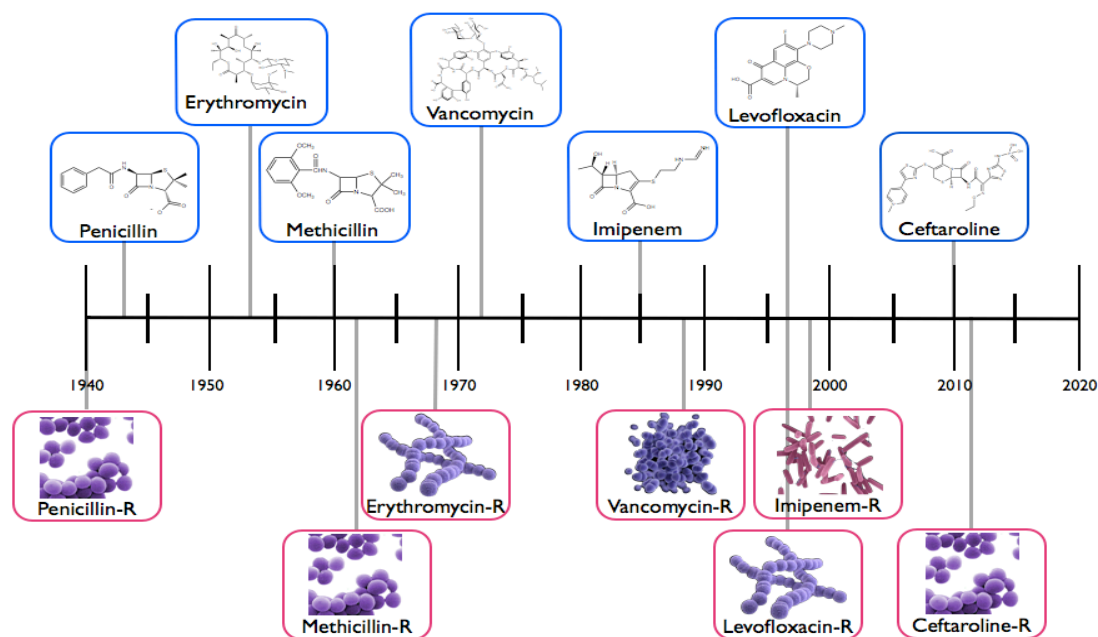 Erythromycin
Vancomycin
Levofloxacin
Penicillin
Methicillin
Imipenem
Ceftaroline
1940
1950
1960
1970
1980
1990
2000
2010
2020
Penicillin-R
Erythromycin-R
Vancomycin-R
Imipenem-R
Methicillin-R
Levofloxacin-R
Ceftaroline-R